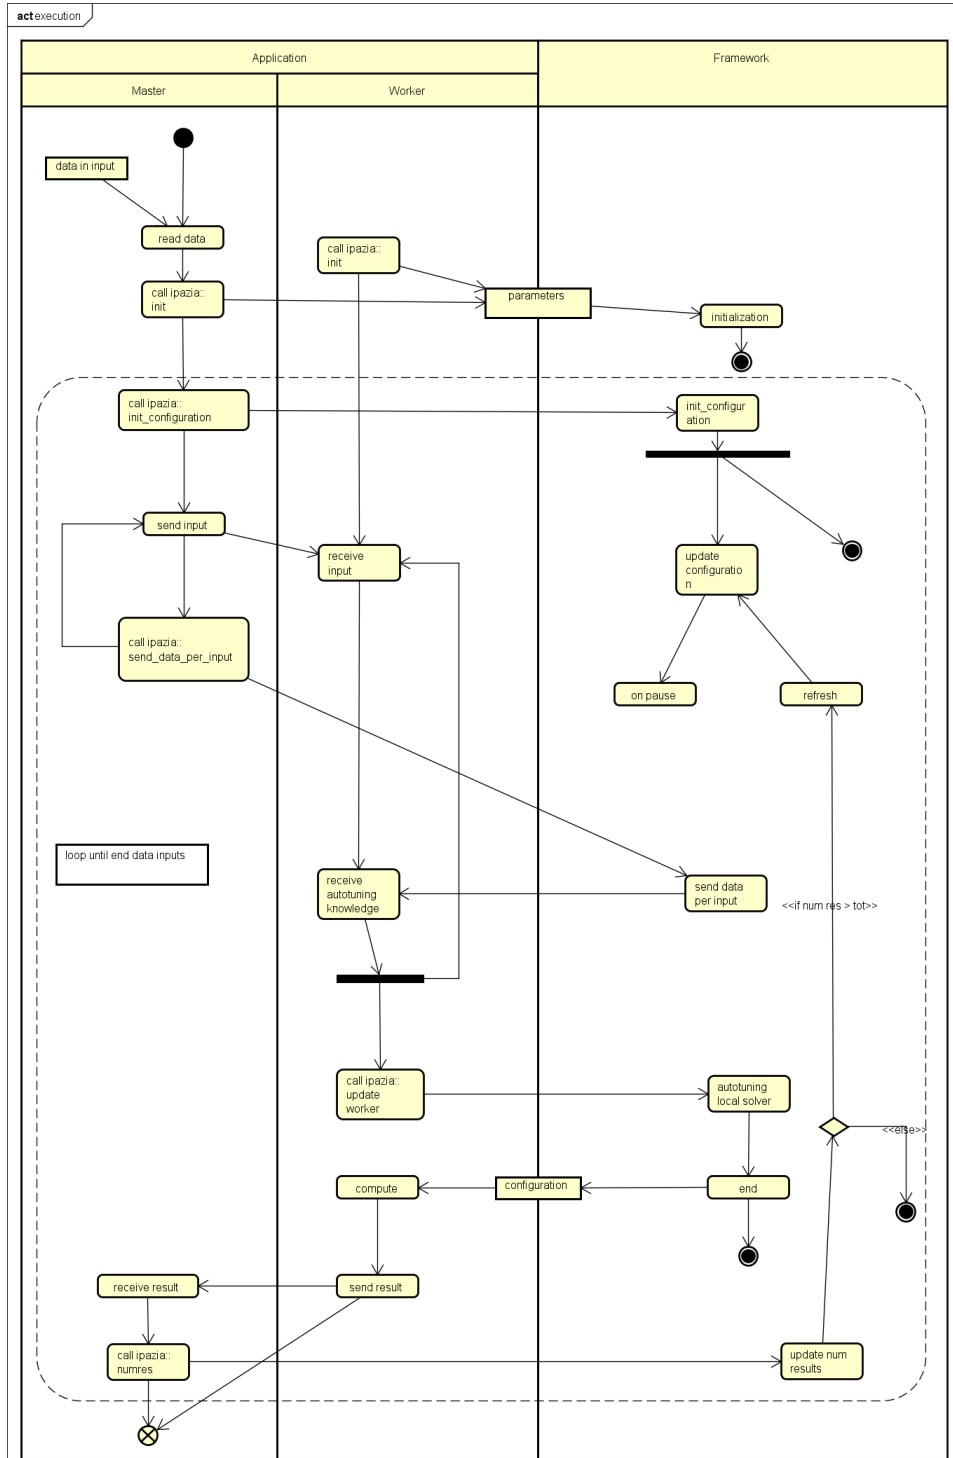 act execution
Application
Framework
Master
Worker
data in input
read data
call ipazia::
init
call ipazia::
init
parameters
initialization
call ipazia::
init_configuration
init_configur
ation
send input
receive
input
update
configuratio
n
call ipazia::
send_data_per_input
on pause
refresh
loop until end data inputs
receive
autotuning
knowledge
send data
per input
<<if num res > tot>>
call ipazia::
update
worker
autotuning
local solver
<<else>>
compute
configuration
end
receive result
send result
call ipazia::
numres
update num
results